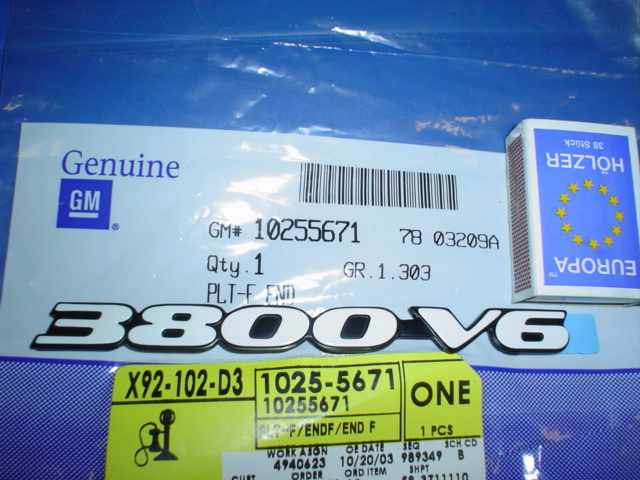 Genuine
GM
GM# 10255671 78 03209A
Qty.1 GR.1.303
PLT-F END
3800 V6
EUROPA
HÖLZER
38 Stück
X92-102-D3
1025-5671
10255671
PLT-F/ENDF/END F
ONE
1 PCS
WORK ASGN OE DATE SEQ SCH CD
4940623 10/20/03 989349 B
CUST ORDER ORD ITEM SHPT